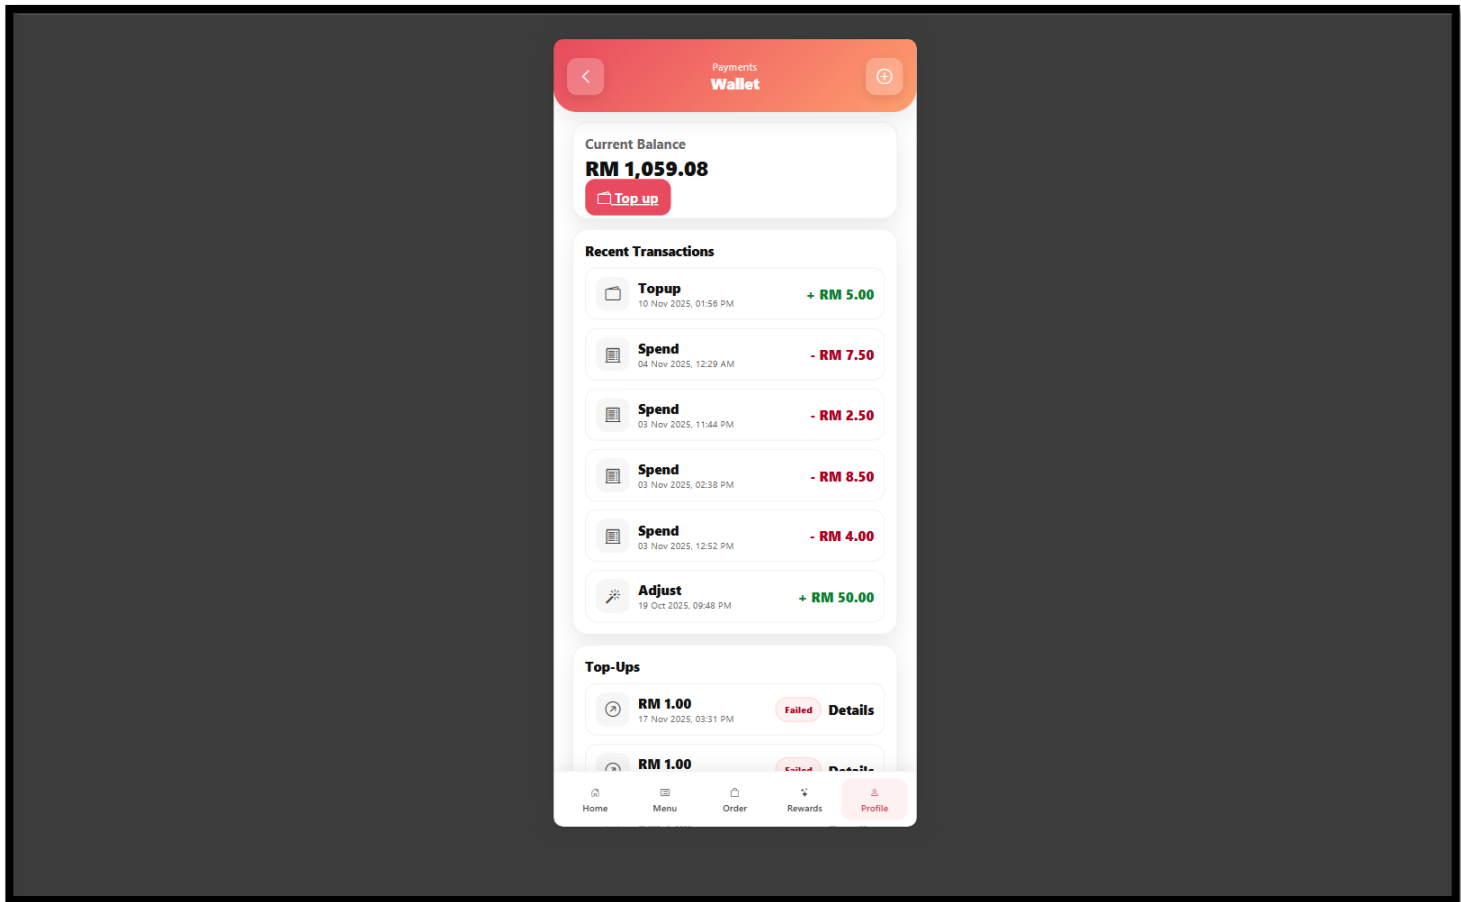 Payments
Wallet
Current Balance
RM 1,059.08
Top up
Recent Transactions
Topup
10 Nov 2025, 01:56 PM
+ RM 5.00
Spend
04 Nov 2025, 12:29 AM
- RM 7.50
Spend
03 Nov 2025, 11:44 PM
- RM 2.50
Spend
03 Nov 2025, 02:38 PM
- RM 8.50
Spend
03 Nov 2025, 12:52 PM
- RM 4.00
Adjust
19 Oct 2025, 09:48 PM
+ RM 50.00
Top-Ups
RM 1.00
17 Nov 2025, 03:31 PM
Failed
Details
RM 1.00
Failed
Details
Home
Menu
Order
Rewards
Profile